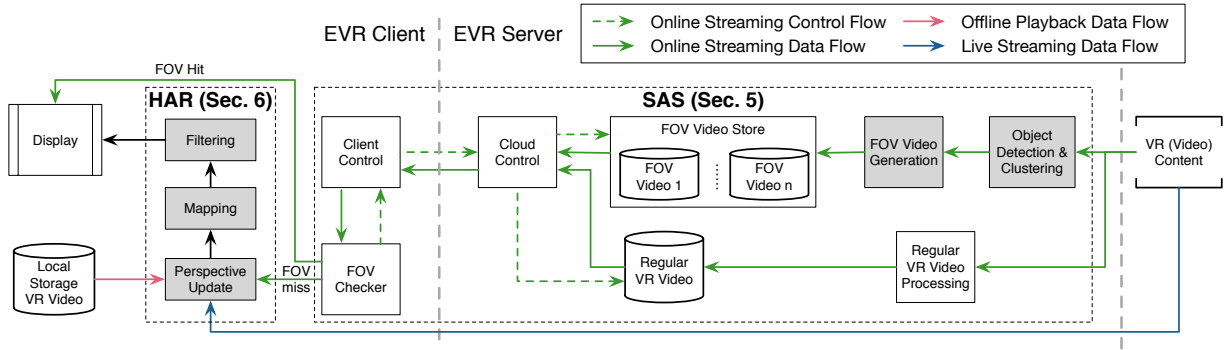 EVR Client
EVR Server
Online Streaming Control Flow
Online Streaming Data Flow
Offline Playback Data Flow
Live Streaming Data Flow
FOV Hit
HAR (Sec. 6)
SAS (Sec. 5)
Display
Filtering
Mapping
Perspective
Update
Local
Storage
VR Video
FOV
miss
Client
Control
FOV
Checker
Cloud
Control
FOV Video Store
FOV
Video 1
FOV
Video n
Regular
VR Video
FOV Video
Generation
Object
Detection &
Clustering
Regular
VR Video
Processing
VR (Video)
Content